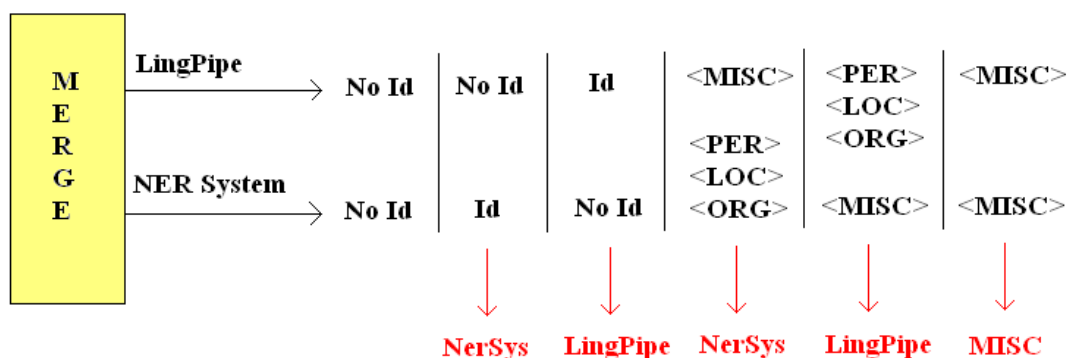 M
E
R
G
E
LingPipe
No Id No Id Id <MISC> <PER> <MISC>
<LOC>
<ORG>
<PER>
<LOC>
NER System
No Id Id No Id <ORG> <MISC> <MISC>
NerSys LingPipe NerSys LingPipe MISC